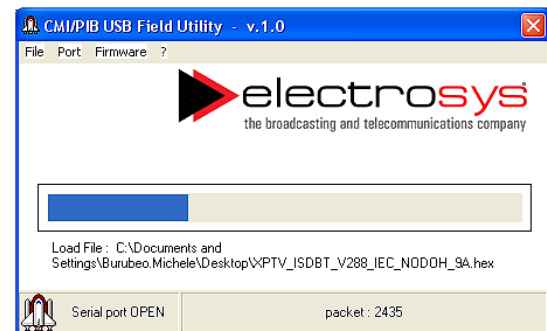 CMI/PIB USB Field Utility - v.1.0
File Port Firmware ?
electrosys
the broadcasting and telecommunications company
Load File : C:\Documents and
Settings\Burubeo.Michele\Desktop\XPTV_ISDBT_V288_IEC_NODOH_9A.hex
Serial port OPEN
packet : 2435